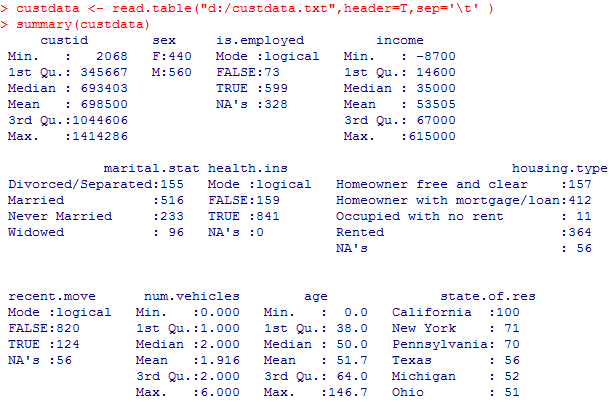 > custdata <- read.table("d:/custdata.txt",header=T,sep='\t' )
> summary(custdata)
     custid        sex     is.employed         income
 Min.   :   2068   F:440   Mode :logical   Min.   : -8700
 1st Qu.: 345667   M:560   FALSE:73        1st Qu.: 14600
 Median : 693403           TRUE :599       Median : 35000
 Mean   : 698500           NA's :328       Mean   : 53505
 3rd Qu.:1044606                           3rd Qu.: 67000
 Max.   :1414286                           Max.   :615000
             marital.stat health.ins                            housing.type
 Divorced/Separated:155   Mode :logical   Homeowner free and clear    :157
 Married           :516   FALSE:159       Homeowner with mortgage/loan:412
 Never Married     :233   TRUE :841       Occupied with no rent       : 11
 Widowed           : 96   NA's :0         Rented                      :364
                                          NA's                        : 56
 recent.move      num.vehicles        age              state.of.res
 Mode :logical   Min.   :0.000   Min.   :  0.0   California  :100
 FALSE:820       1st Qu.:1.000   1st Qu.: 38.0   New York    : 71
 TRUE :124       Median :2.000   Median : 50.0   Pennsylvania: 70
 NA's :56        Mean   :1.916   Mean   : 51.7   Texas       : 56
                 3rd Qu.:2.000   3rd Qu.: 64.0   Michigan    : 52
                 Max.   :6.000   Max.   :146.7   Ohio        : 51